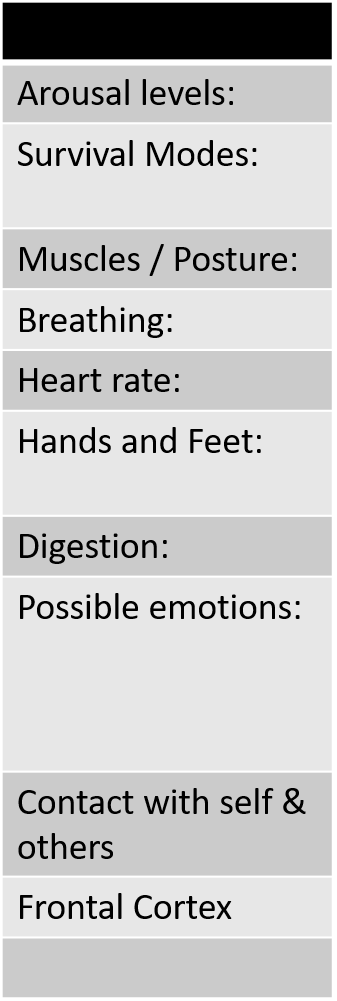 Arousal levels:
Survival Modes:
Muscles / Posture:
Breathing:
Heart rate:
Hands and Feet:
Digestion:
Possible emotions:
Contact with self &
others
Frontal Cortex